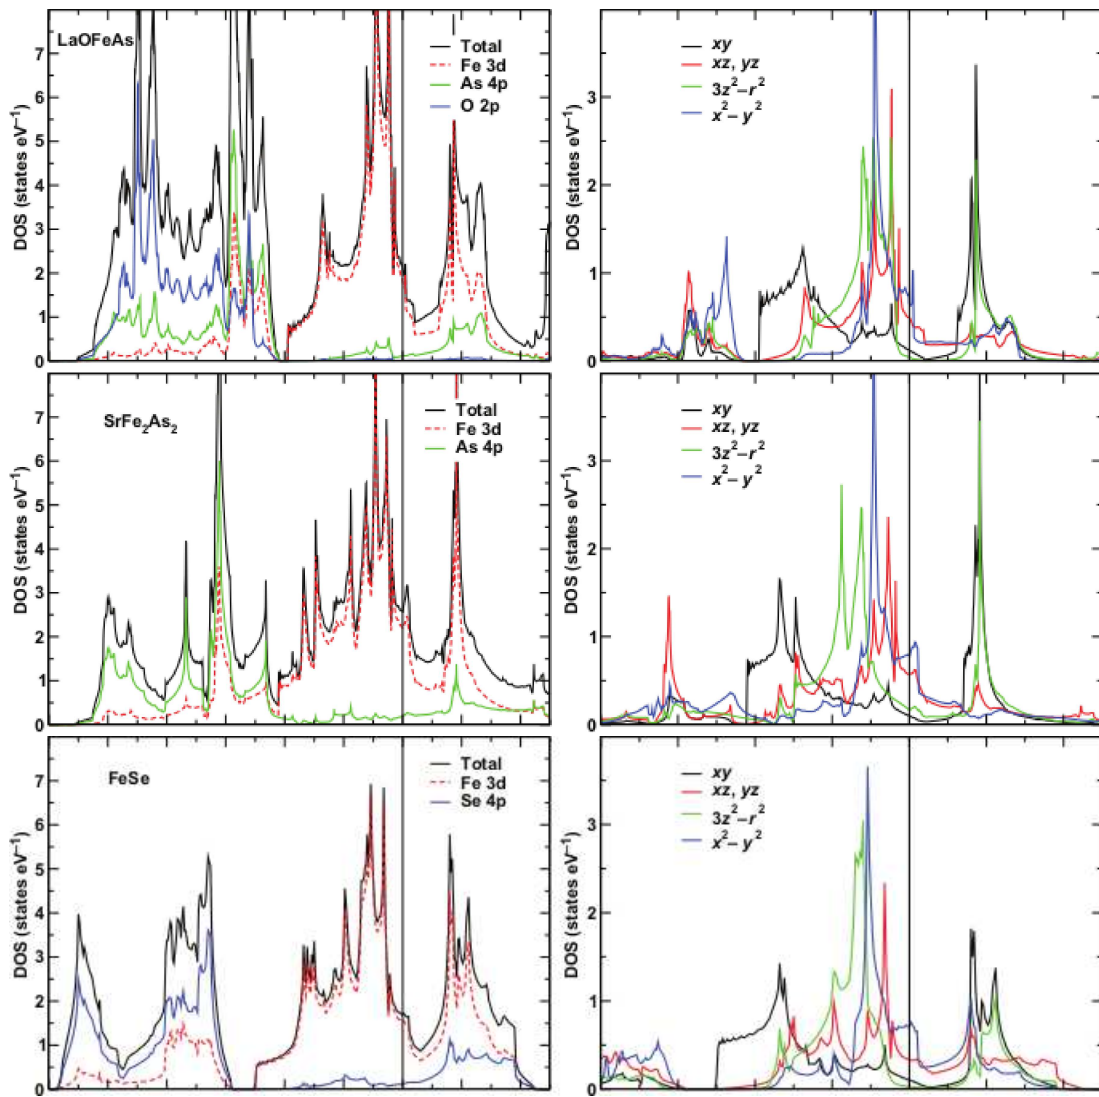 LaOFeAs
Total
Fe 3d
As 4p
O 2p
DOS (states eV⁻¹)
7
6
5
4
3
2
1
0
xy
xz, yz
3z²–r²
x²– y²
DOS (states eV⁻¹)
3
2
1
0
SrFe₂As₂
Total
Fe 3d
As 4p
DOS (states eV⁻¹)
7
6
5
4
3
2
1
0
xy
xz, yz
3z²–r²
x²– y²
DOS (states eV⁻¹)
3
2
1
0
FeSe
Total
Fe 3d
Se 4p
DOS (states eV⁻¹)
7
6
5
4
3
2
1
0
xy
xz, yz
3z²–r²
x²– y²
DOS (states eV⁻¹)
3
2
1
0